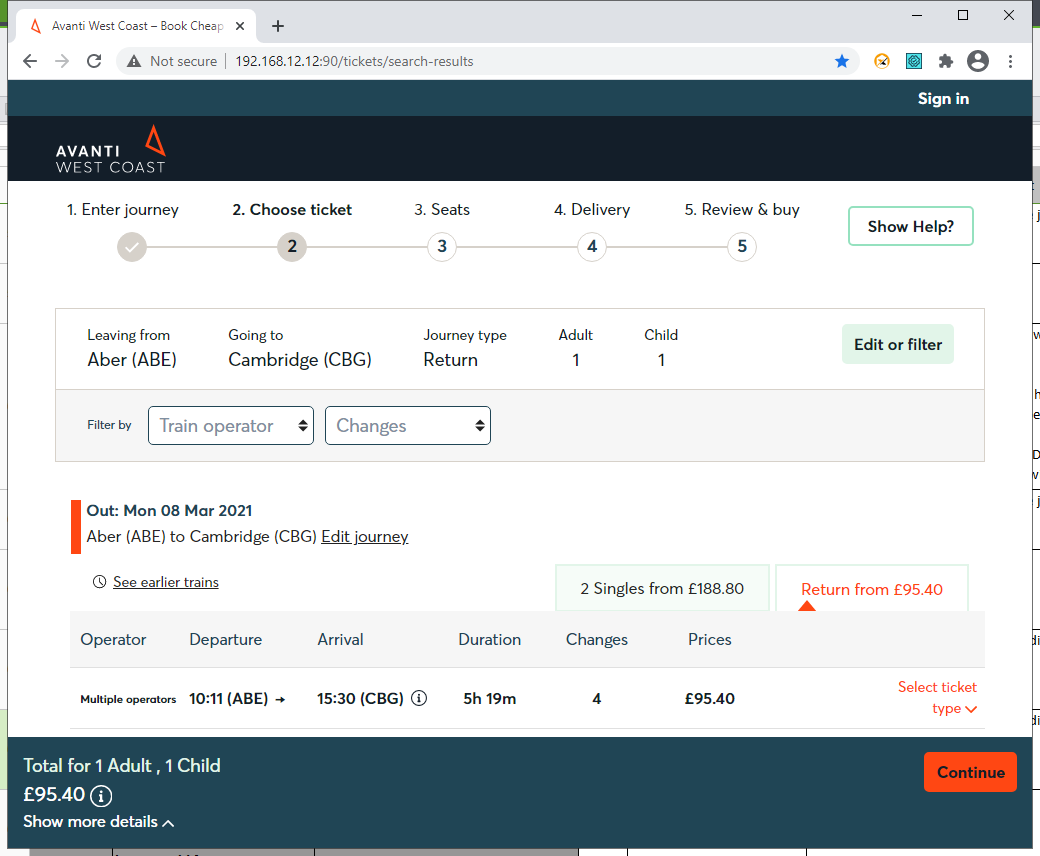 Avanti West Coast – Book Cheap
Not secure
192.168.12.12:90/tickets/search-results
Sign in
AVANTI
WEST COAST
1. Enter journey
2. Choose ticket
3. Seats
4. Delivery
5. Review & buy
2
3
4
5
Show Help?
Leaving from
Going to
Journey type
Adult
Child
Aber (ABE)
Cambridge (CBG)
Return
1
1
Edit or filter
Filter by
Train operator
Changes
Out: Mon 08 Mar 2021
Aber (ABE) to Cambridge (CBG) Edit journey
See earlier trains
2 Singles from £188.80
Return from £95.40
Operator
Departure
Arrival
Duration
Changes
Prices
Multiple operators
10:11 (ABE) →
15:30 (CBG)
5h 19m
4
£95.40
Select ticket
type
Total for 1 Adult , 1 Child
£95.40
Show more details
Continue